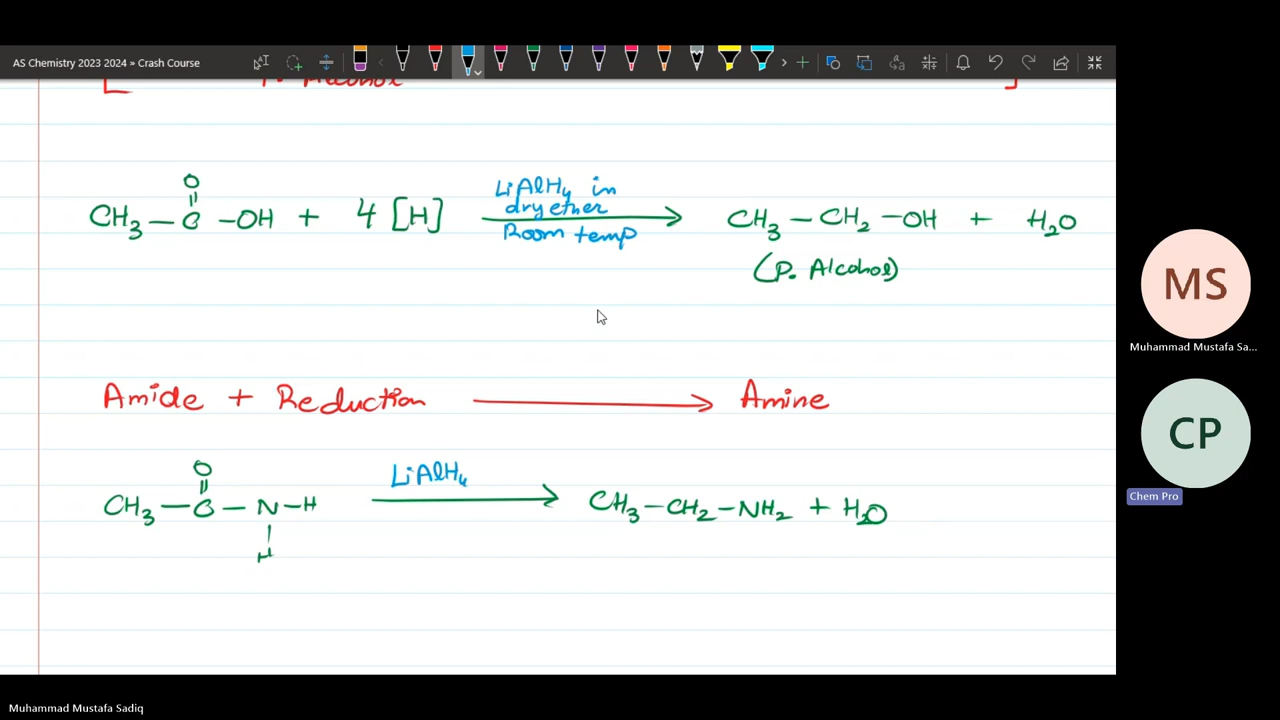 AS Chemistry 2023 2024 » Crash Course
P. Alcohol
O
CH3 — C — OH + 4 [H] LiAlH4 in dry ether Room temp → CH3 — CH2 — OH + H2O
(P. Alcohol)
Amide + Reduction → Amine
O
CH3 — C — N — H LiAlH4 → CH3 — CH2 — NH2 + H2O
H
MS
Muhammad Mustafa Sa...
CP
Chem Pro
Muhammad Mustafa Sadiq